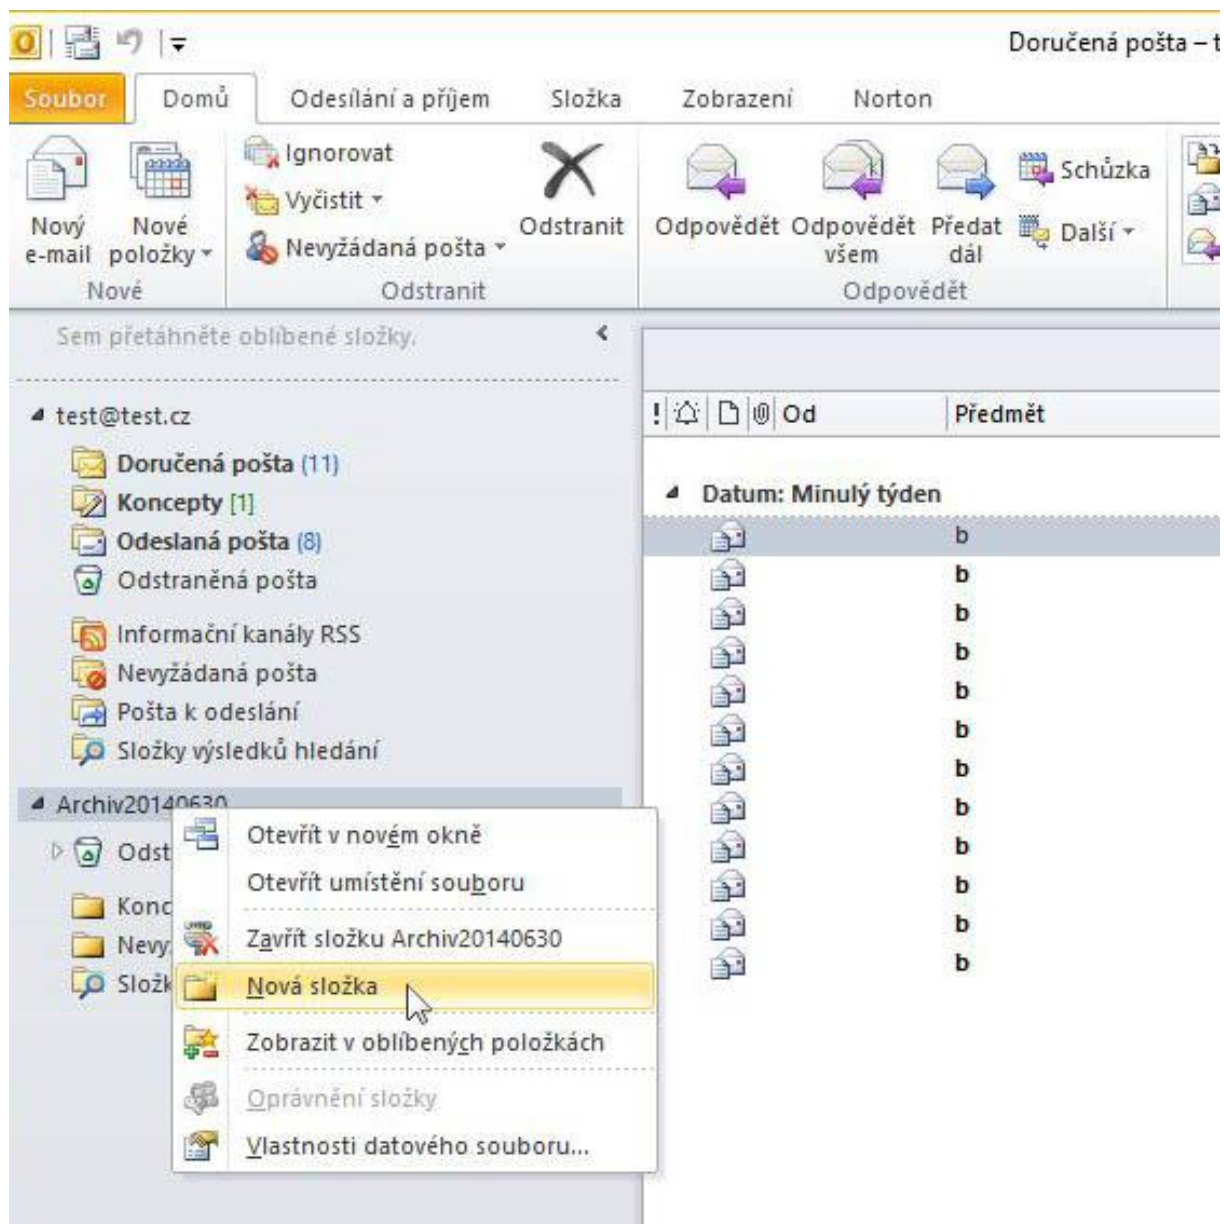 Doručená pošta – t
Soubor Domů Odesílání a příjem Složka Zobrazení Norton
Nový e-mail
Nové položky
Nové
Ignorovat
Vyčistit
Nevyžádaná pošta
Odstranit
Odstranit
Odpovědět
Odpovědět všem
Předat dál
Schůzka
Další
Odpovědět
Sem přetáhněte oblíbené složky.
test@test.cz
Doručená pošta (11)
Koncepty [1]
Odeslaná pošta (8)
Odstraněná pošta
Informační kanály RSS
Nevyžádaná pošta
Pošta k odeslání
Složky výsledků hledání
Archiv20140630
Odst
Konc
Nevy
Složk
Otevřít v novém okně
Otevřít umístění souboru
Zavřít složku Archiv20140630
Nová složka
Zobrazit v oblíbených položkách
Oprávnění složky
Vlastnosti datového souboru...
! Od Předmět
Datum: Minulý týden
b
b
b
b
b
b
b
b
b
b
b
b